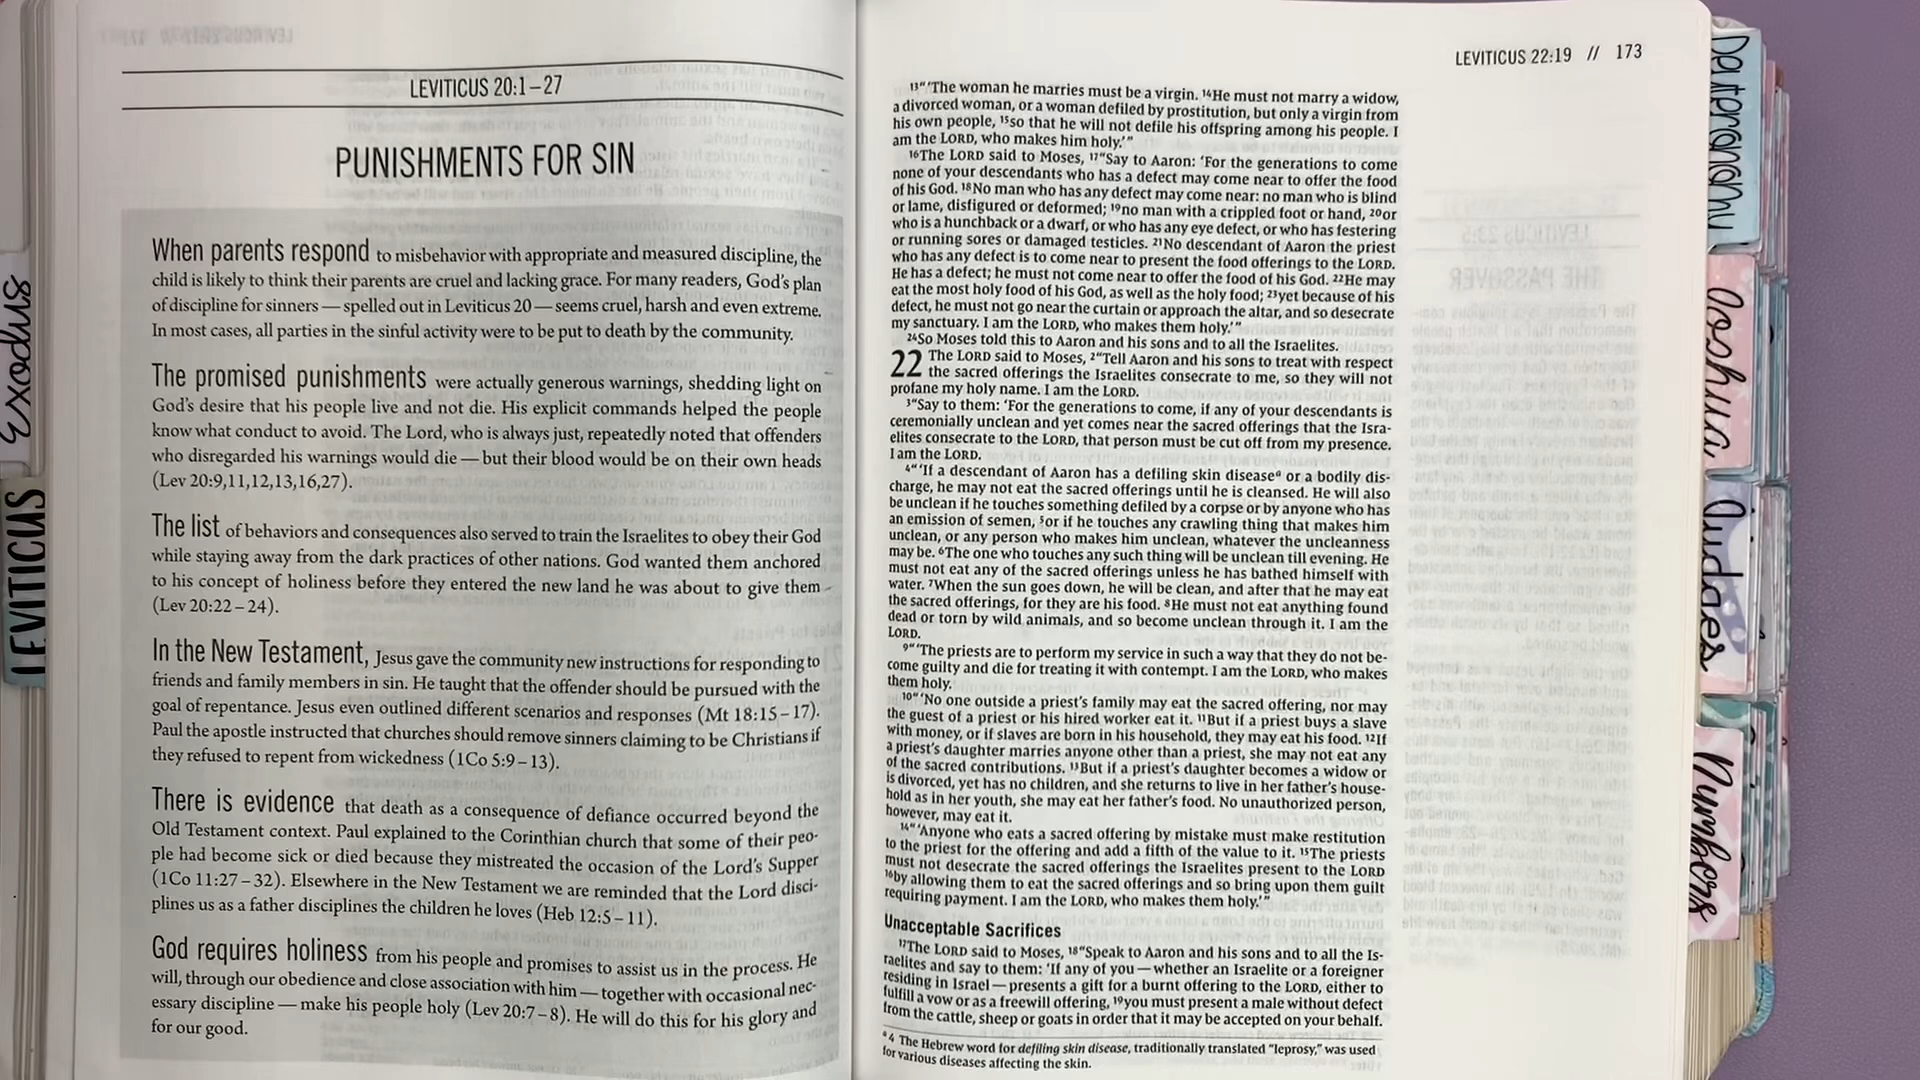 LEVITICUS 20:1–27
PUNISHMENTS FOR SIN
When parents respond to misbehavior with appropriate and measured discipline, the
child is likely to think their parents are cruel and lacking grace. For many readers, God's plan
of discipline for sinners — spelled out in Leviticus 20 — seems cruel, harsh and even extreme.
In most cases, all parties in the sinful activity were to be put to death by the community.
The promised punishments were actually generous warnings, shedding light on
God's desire that his people live and not die. His explicit commands helped the people
know what conduct to avoid. The Lord, who is always just, repeatedly noted that offenders
who disregarded his warnings would die — but their blood would be on their own heads
(Lev 20:9,11,12,13,16,27).
The list of behaviors and consequences also served to train the Israelites to obey their God
while staying away from the dark practices of other nations. God wanted them anchored
to his concept of holiness before they entered the new land he was about to give them
(Lev 20:22–24).
In the New Testament, Jesus gave the community new instructions for responding to
friends and family members in sin. He taught that the offender should be pursued with the
goal of repentance. Jesus even outlined different scenarios and responses (Mt 18:15–17).
Paul the apostle instructed that churches should remove sinners claiming to be Christians if
they refused to repent from wickedness (1Co 5:9–13).
There is evidence that death as a consequence of defiance occurred beyond the
Old Testament context. Paul explained to the Corinthian church that some of their peo-
ple had become sick or died because they mistreated the occasion of the Lord's Supper
(1Co 11:27–32). Elsewhere in the New Testament we are reminded that the Lord disci-
plines us as a father disciplines the children he loves (Heb 12:5–11).
God requires holiness from his people and promises to assist us in the process. He
will, through our obedience and close association with him — together with occasional nec-
essary discipline — make his people holy (Lev 20:7–8). He will do this for his glory and
for our good.
LEVITICUS 22:19 // 173
13"'The woman he marries must be a virgin. 14He must not marry a widow,
a divorced woman, or a woman defiled by prostitution, but only a virgin from
his own people, 15so that he will not defile his offspring among his people. I
am the LORD, who makes him holy.'"
16The LORD said to Moses, 17"Say to Aaron: 'For the generations to come
none of your descendants who has a defect may come near to offer the food
of his God. 18No man who has any defect may come near: no man who is blind
or lame, disfigured or deformed; 19no man with a crippled foot or hand, 20or
who is a hunchback or a dwarf, or who has any eye defect, or who has festering
or running sores or damaged testicles. 21No descendant of Aaron the priest
who has any defect is to come near to present the food offerings to the LORD.
He has a defect; he must not come near to offer the food of his God. 22He may
eat the most holy food of his God, as well as the holy food; 23yet because of his
defect, he must not go near the curtain or approach the altar, and so desecrate
my sanctuary. I am the LORD, who makes them holy.'"
24So Moses told this to Aaron and his sons and to all the Israelites.
22 The LORD said to Moses, 2"Tell Aaron and his sons to treat with respect
the sacred offerings the Israelites consecrate to me, so they will not
profane my holy name. I am the LORD.
3"Say to them: 'For the generations to come, if any of your descendants is
ceremonially unclean and yet comes near the sacred offerings that the Isra-
elites consecrate to the LORD, that person must be cut off from my presence.
I am the LORD.
4"'If a descendant of Aaron has a defiling skin diseasea or a bodily dis-
charge, he may not eat the sacred offerings until he is cleansed. He will also
be unclean if he touches something defiled by a corpse or by anyone who has
an emission of semen, 5or if he touches any crawling thing that makes him
unclean, or any person who makes him unclean, whatever the uncleanness
may be. 6The one who touches any such thing will be unclean till evening. He
must not eat any of the sacred offerings unless he has bathed himself with
water. 7When the sun goes down, he will be clean, and after that he may eat
the sacred offerings, for they are his food. 8He must not eat anything found
dead or torn by wild animals, and so become unclean through it. I am the
LORD.
9"'The priests are to perform my service in such a way that they do not be-
come guilty and die for treating it with contempt. I am the LORD, who makes
them holy.
10"'No one outside a priest's family may eat the sacred offering, nor may
the guest of a priest or his hired worker eat it. 11But if a priest buys a slave
with money, or if slaves are born in his household, they may eat his food. 12If
a priest's daughter marries anyone other than a priest, she may not eat any
of the sacred contributions. 13But if a priest's daughter becomes a widow or
is divorced, yet has no children, and she returns to live in her father's house-
hold as in her youth, she may eat her father's food. No unauthorized person,
however, may eat it.
14"'Anyone who eats a sacred offering by mistake must make restitution
to the priest for the offering and add a fifth of the value to it. 15The priests
must not desecrate the sacred offerings the Israelites present to the LORD
16by allowing them to eat the sacred offerings and so bring upon them guilt
requiring payment. I am the LORD, who makes them holy.'"
Unacceptable Sacrifices
17The LORD said to Moses, 18"Speak to Aaron and his sons and to all the Is-
raelites and say to them: 'If any of you — whether an Israelite or a foreigner
residing in Israel — presents a gift for a burnt offering to the LORD, either to
fulfill a vow or as a freewill offering, 19you must present a male without defect
from the cattle, sheep or goats in order that it may be accepted on your behalf.
a 4 The Hebrew word for defiling skin disease, traditionally translated "leprosy," was used
for various diseases affecting the skin.
Exodus
LEVITICUS
Deuteronomy
Joshua
Judges
Numbers